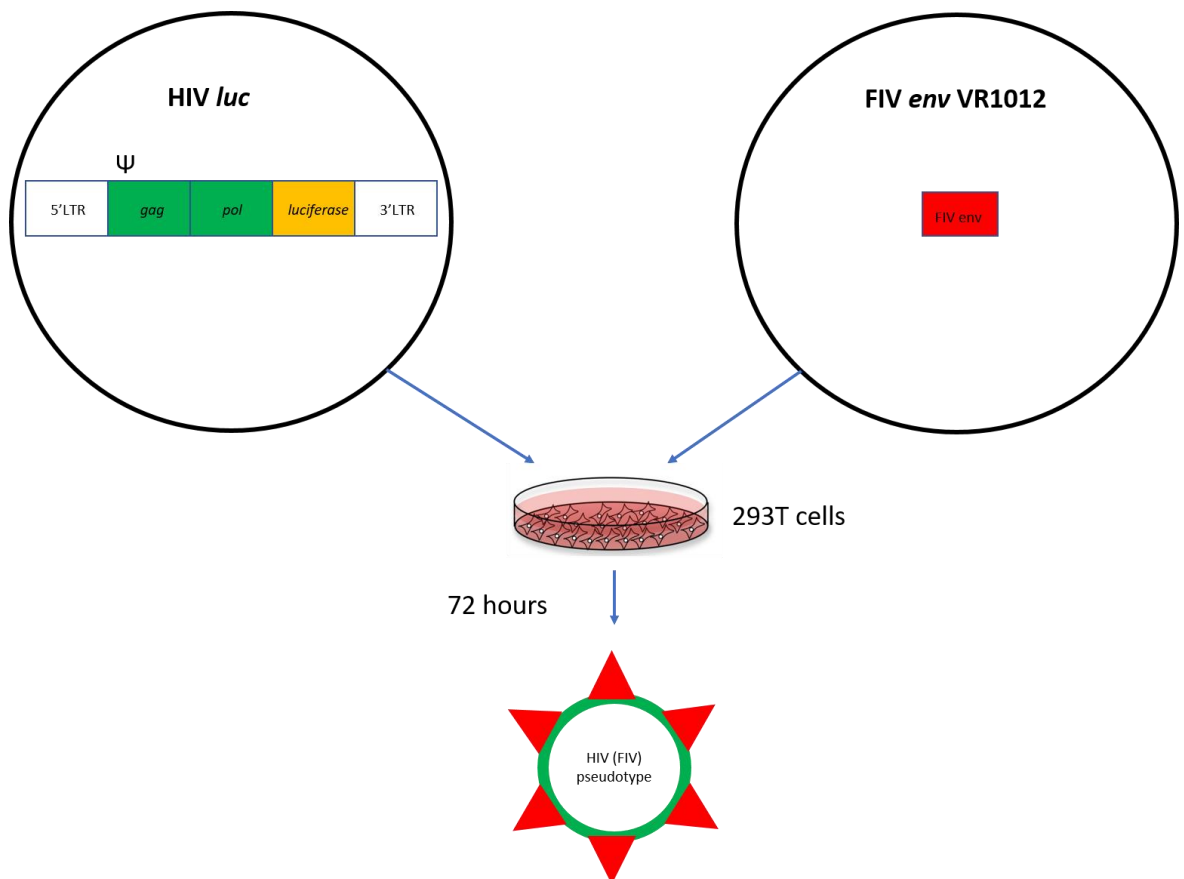 HIV luc
Ψ
5’LTR gag pol luciferase 3’LTR
FIV env VR1012
FIV env
293T cells
72 hours
HIV (FIV)
pseudotype